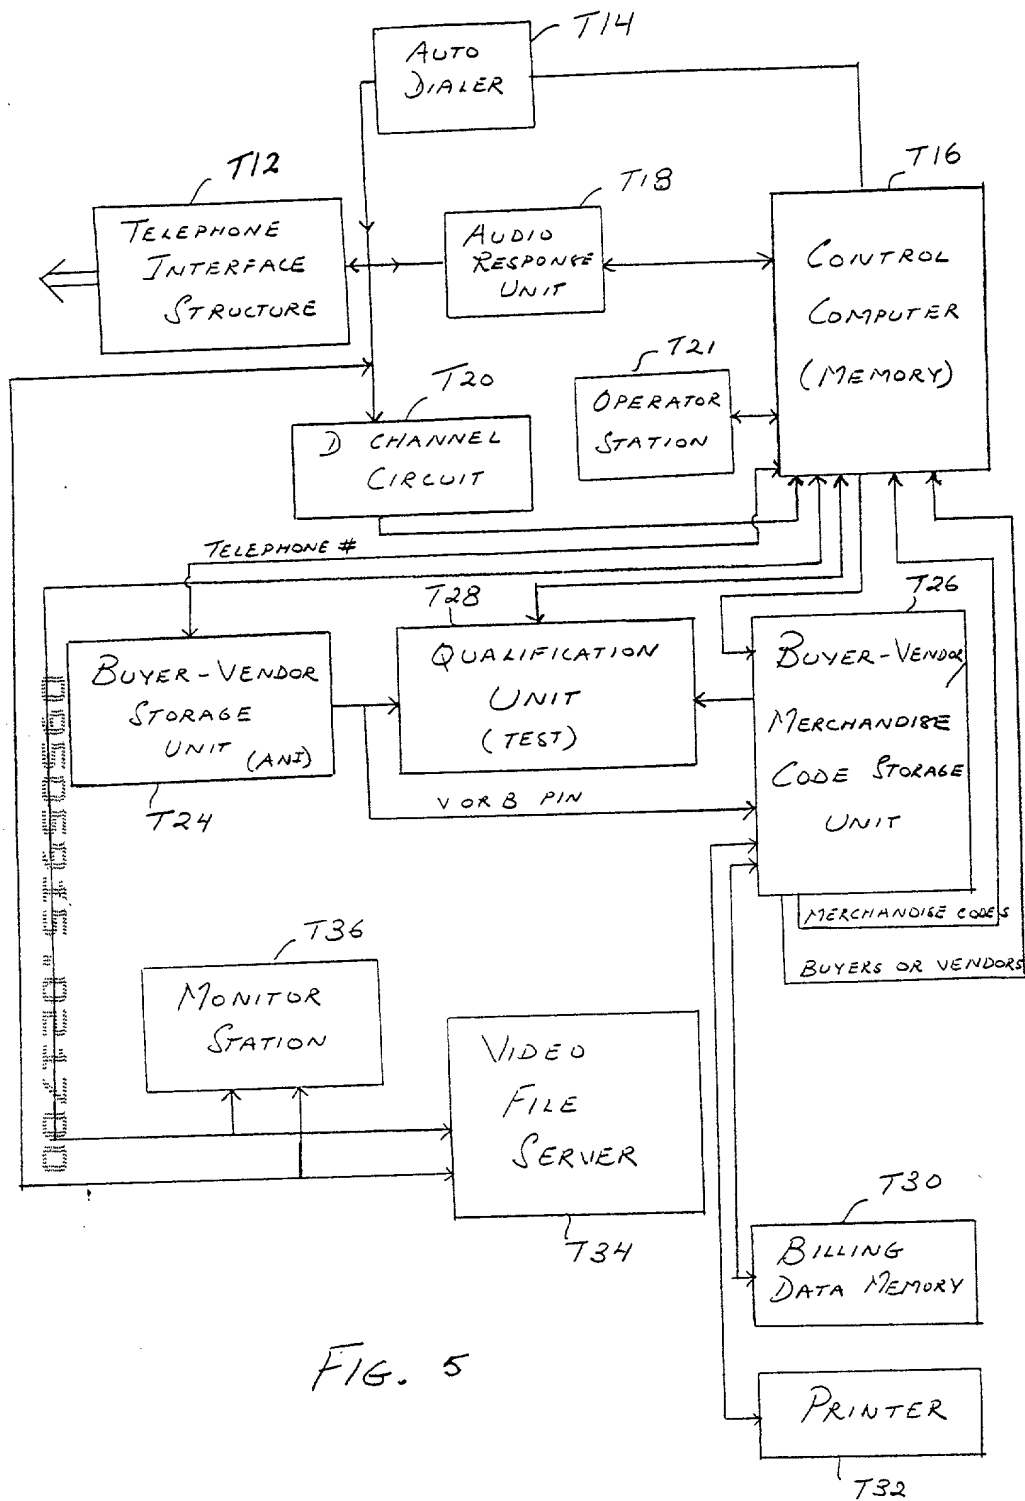 T14
AUTO
DIALER
T12
TELEPHONE
INTERFACE
STRUCTURE
T18
AUDIO
RESPONSE
UNIT
T16
CONTROL
COMPUTER
(MEMORY)
T21
OPERATOR
STATION
T20
D CHANNEL
CIRCUIT
TELEPHONE #
T28
QUALIFICATION
UNIT
(TEST)
T26
BUYER-VENDOR/
MERCHANDISE
CODE STORAGE
UNIT
BUYER-VENDOR
STORAGE
UNIT (ANI)
T24
V OR B PIN
MERCHANDISE CODES
BUYERS OR VENDORS
T36
MONITOR
STATION
VIDEO
FILE
SERVER
T34
T30
BILLING
DATA MEMORY
PRINTER
T32
FIG. 5